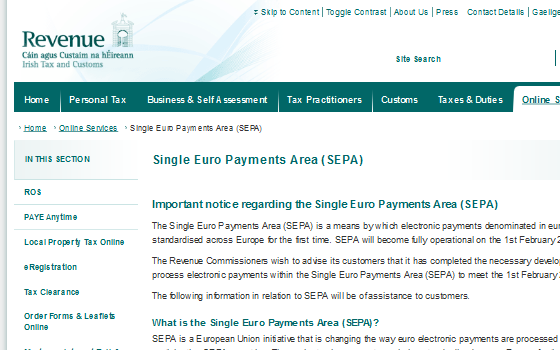 Skip to Content | Toggle Contrast | About Us | Press Contact Details | Gaeilge
Revenue
Cáin agus Custaim na hÉireann
Irish Tax and Customs
Site Search
Home Personal Tax Business & Self Assessment Tax Practitioners Customs Taxes & Duties Online S
Home Online Services Single Euro Payments Area (SEPA)
IN THIS SECTION
Single Euro Payments Area (SEPA)
ROS
PAYE Anytime
Local Property Tax Online
eRegistration
Tax Clearance
Order Forms & Leaflets
Online
Important notice regarding the Single Euro Payments Area (SEPA)
The Single Euro Payments Area (SEPA) is a means by which electronic payments denominated in eur
standardised across Europe for the first time. SEPA will become fully operational on the 1st February 2
The Revenue Commissioners wish to advise its customers that it has completed the necessary develop
process electronic payments within the Single Euro Payments Area (SEPA) to meet the 1st February
The following information in relation to SEPA will be of assistance to customers.
What is the Single Euro Payments Area (SEPA)?
SEPA is a European Union initiative that is changing the way euro electronic payments are processed